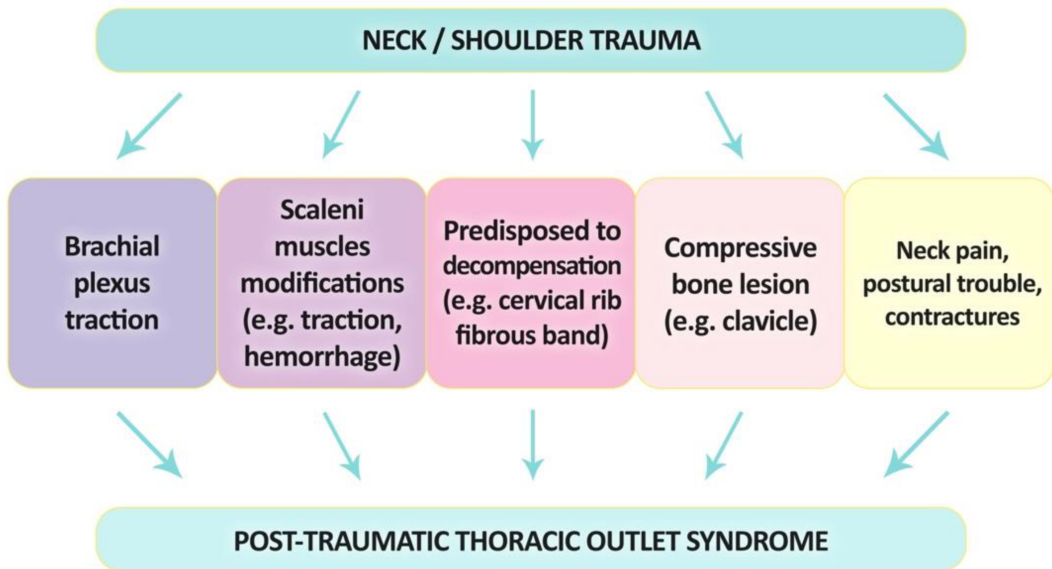 NECK / SHOULDER TRAUMA
Brachial
plexus
traction
Scaleni
muscles
modifications
(e.g. traction,
hemorrhage)
Predisposed to
decompensation
(e.g. cervical rib
fibrous band)
Compressive
bone lesion
(e.g. clavicle)
Neck pain,
postural trouble,
contractures
POST-TRAUMATIC THORACIC OUTLET SYNDROME